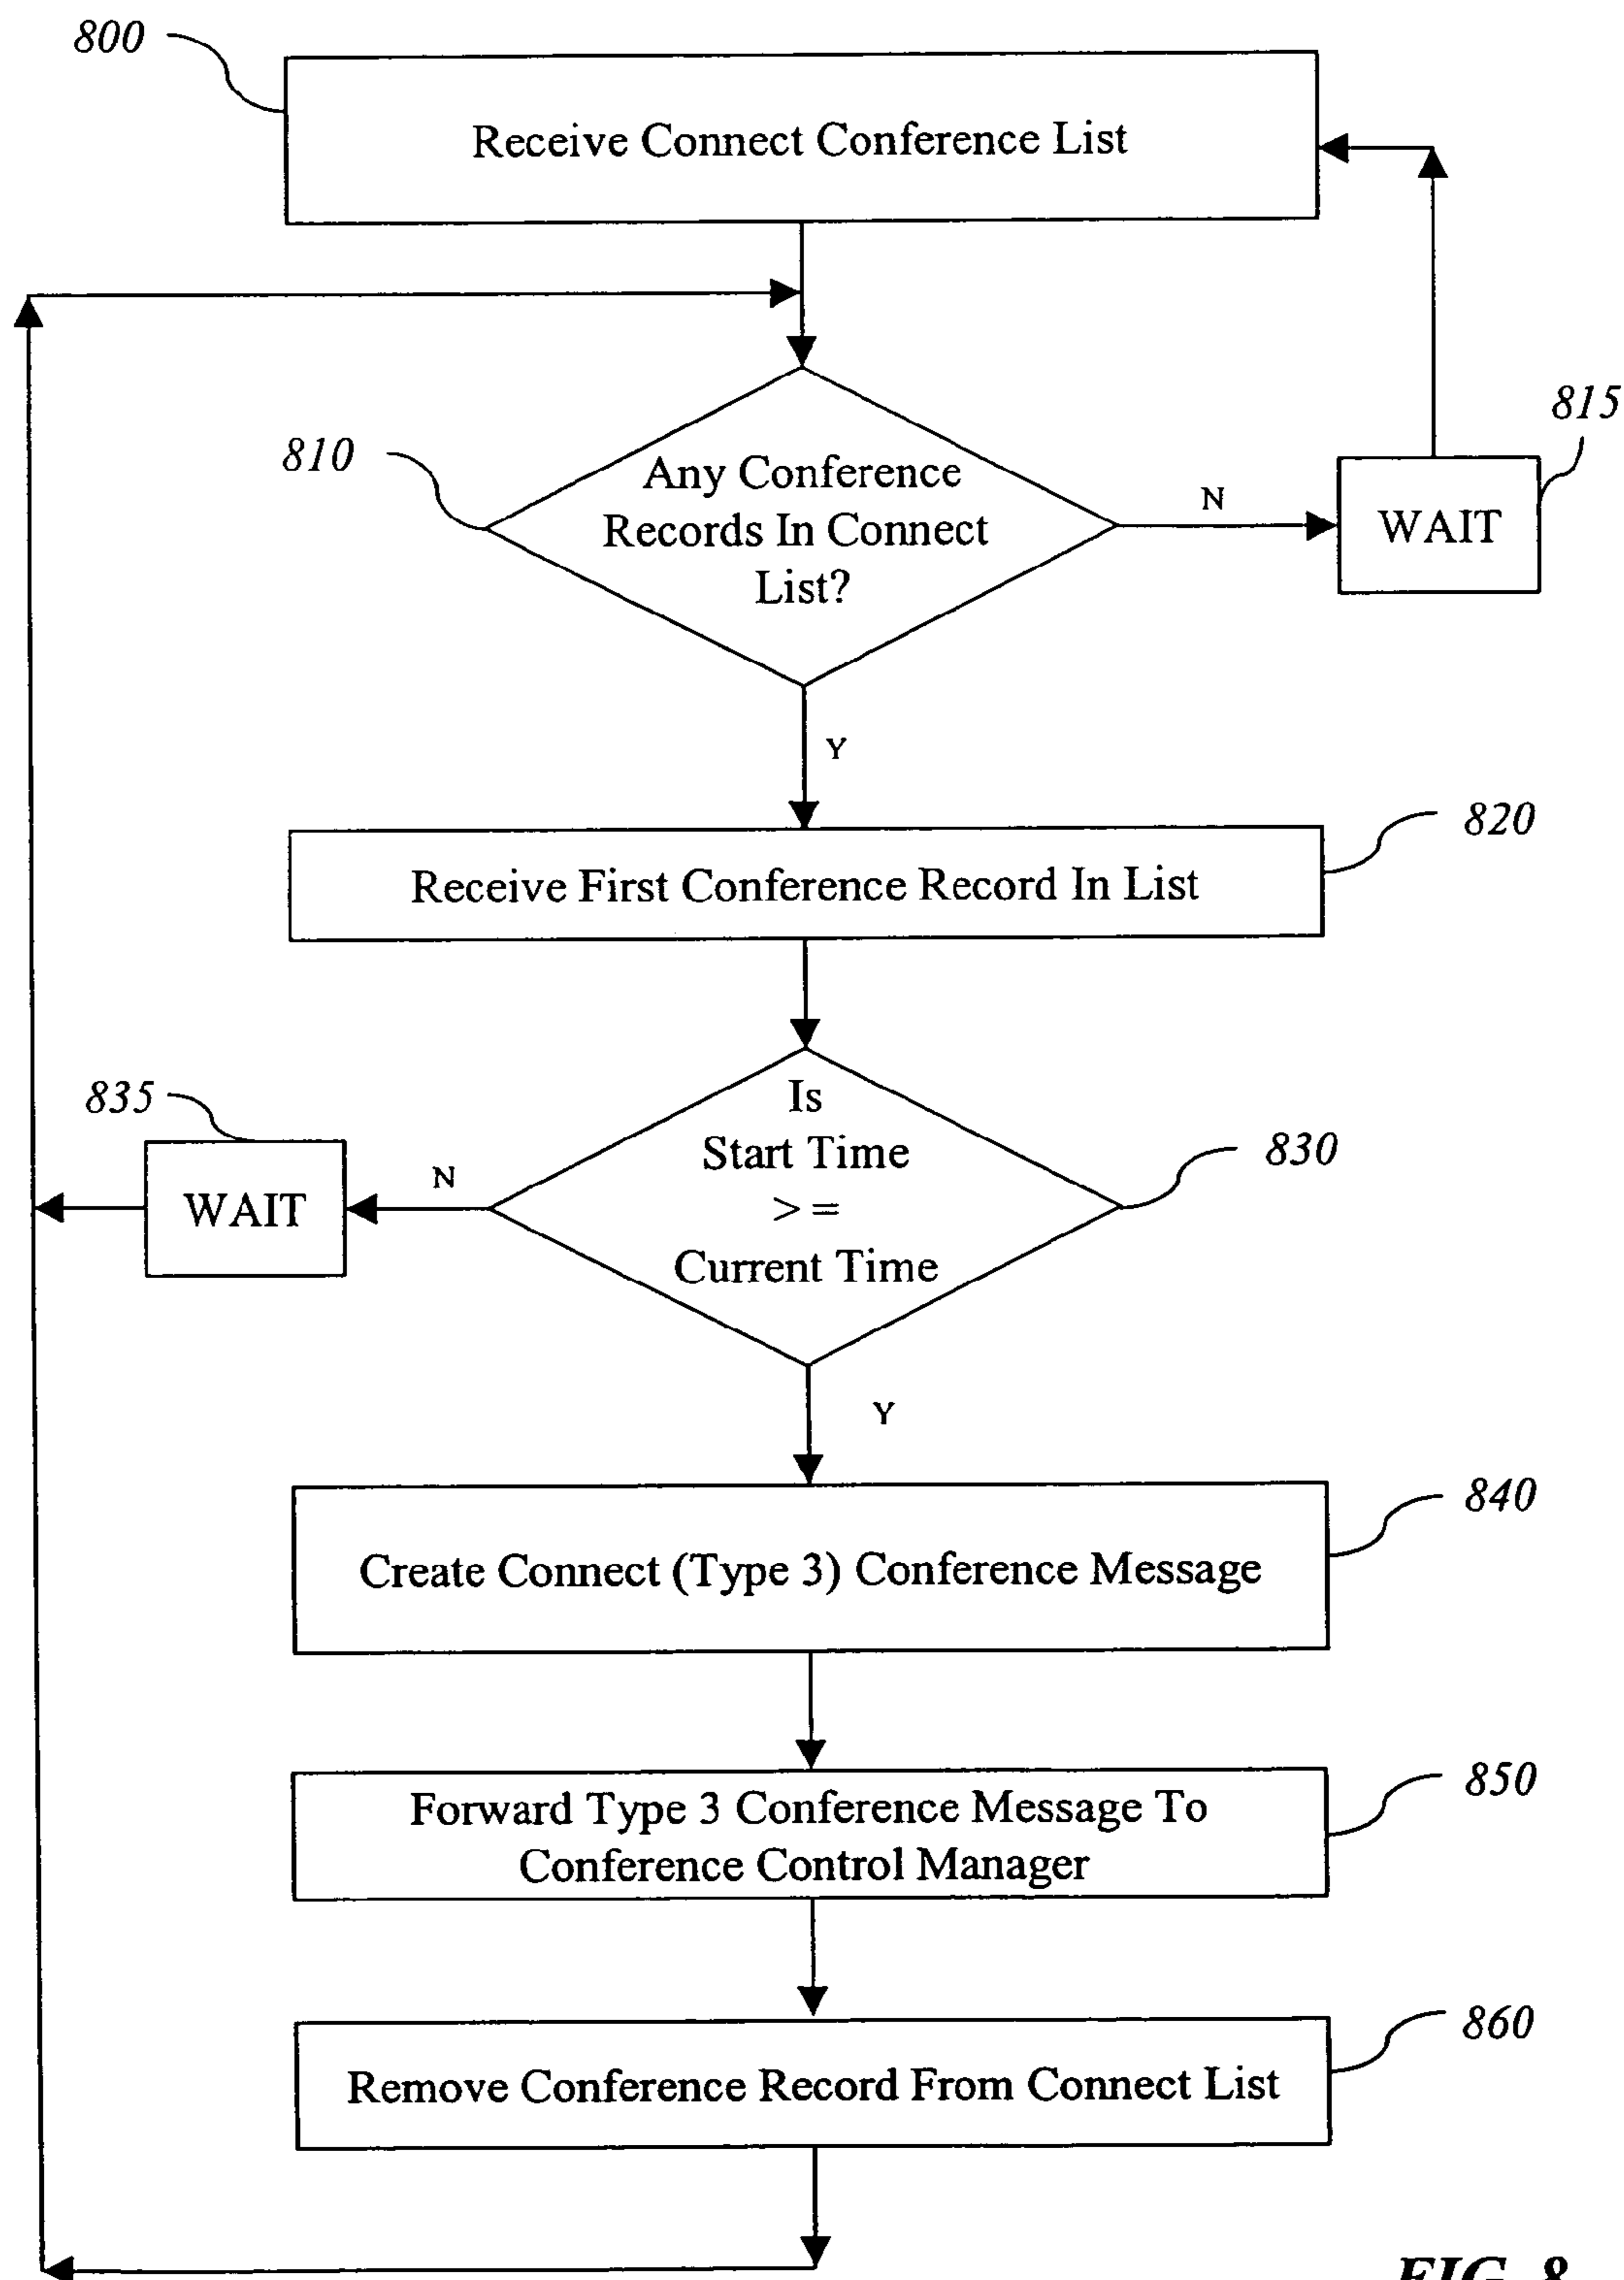 800
Receive Connect Conference List
810
Any Conference
Records In Connect
List?
N
815
WAIT
Y
820
Receive First Conference Record In List
835
WAIT
N
Is
Start Time
> =
Current Time
830
Y
840
Create Connect (Type 3) Conference Message
850
Forward Type 3 Conference Message To
Conference Control Manager
860
Remove Conference Record From Connect List
FIG. 8